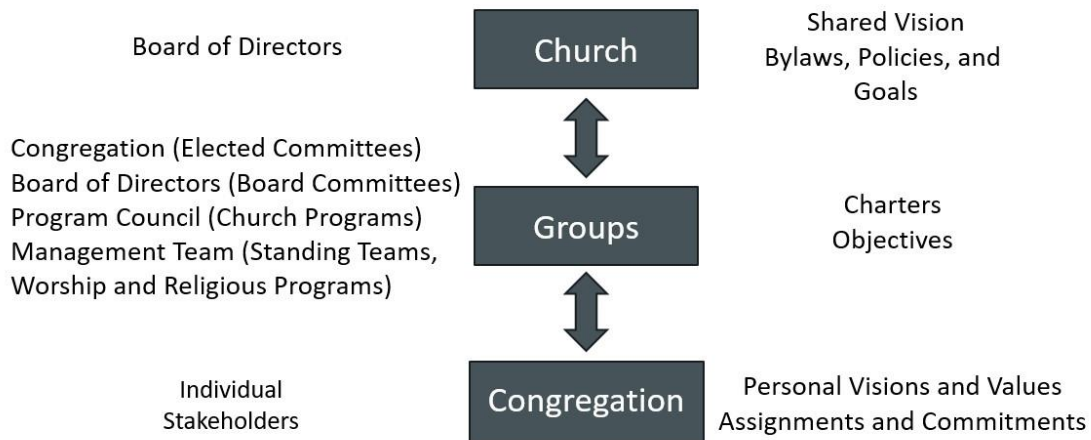 Board of Directors
Church
Shared Vision
Bylaws, Policies, and
Goals
Congregation (Elected Committees)
Board of Directors (Board Committees)
Program Council (Church Programs)
Management Team (Standing Teams,
Worship and Religious Programs)
Groups
Charters
Objectives
Individual
Stakeholders
Congregation
Personal Visions and Values
Assignments and Commitments